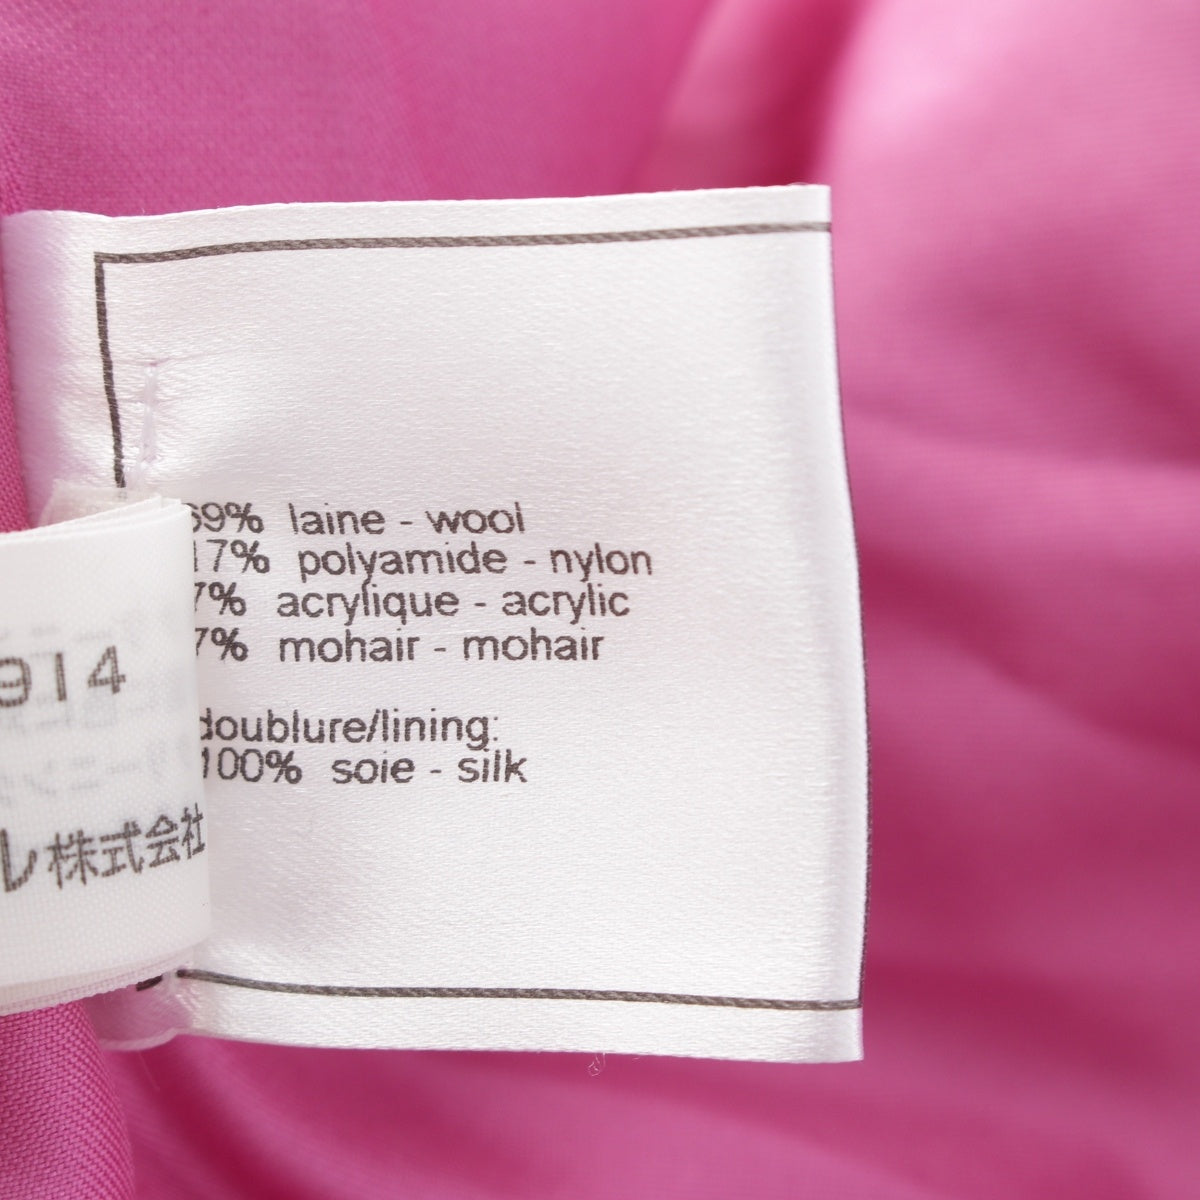 69% laine - wool
17% polyamide - nylon
7% acrylique - acrylic
7% mohair - mohair
doublure/lining:
100% soie - silk
914
レ株式会社